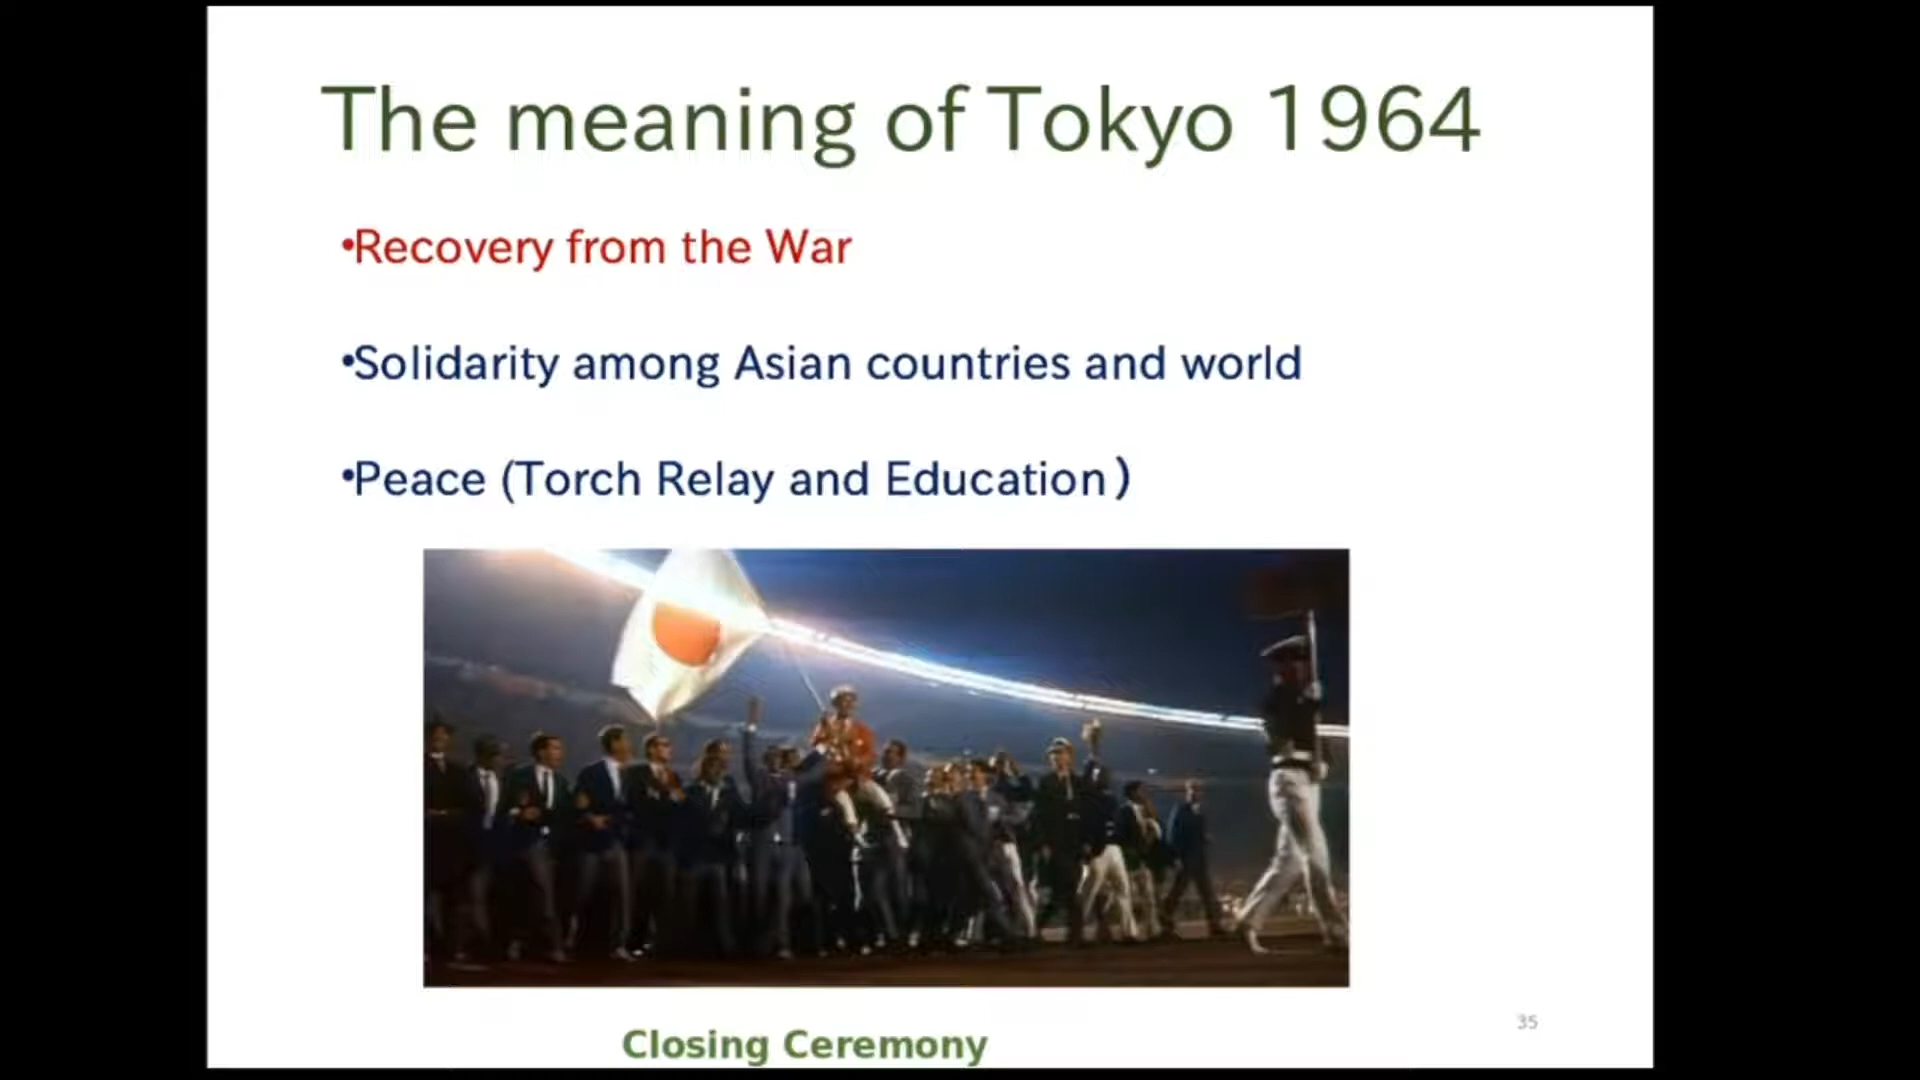 The meaning of Tokyo 1964
•Recovery from the War
•Solidarity among Asian countries and world
•Peace (Torch Relay and Education）
Closing Ceremony
35